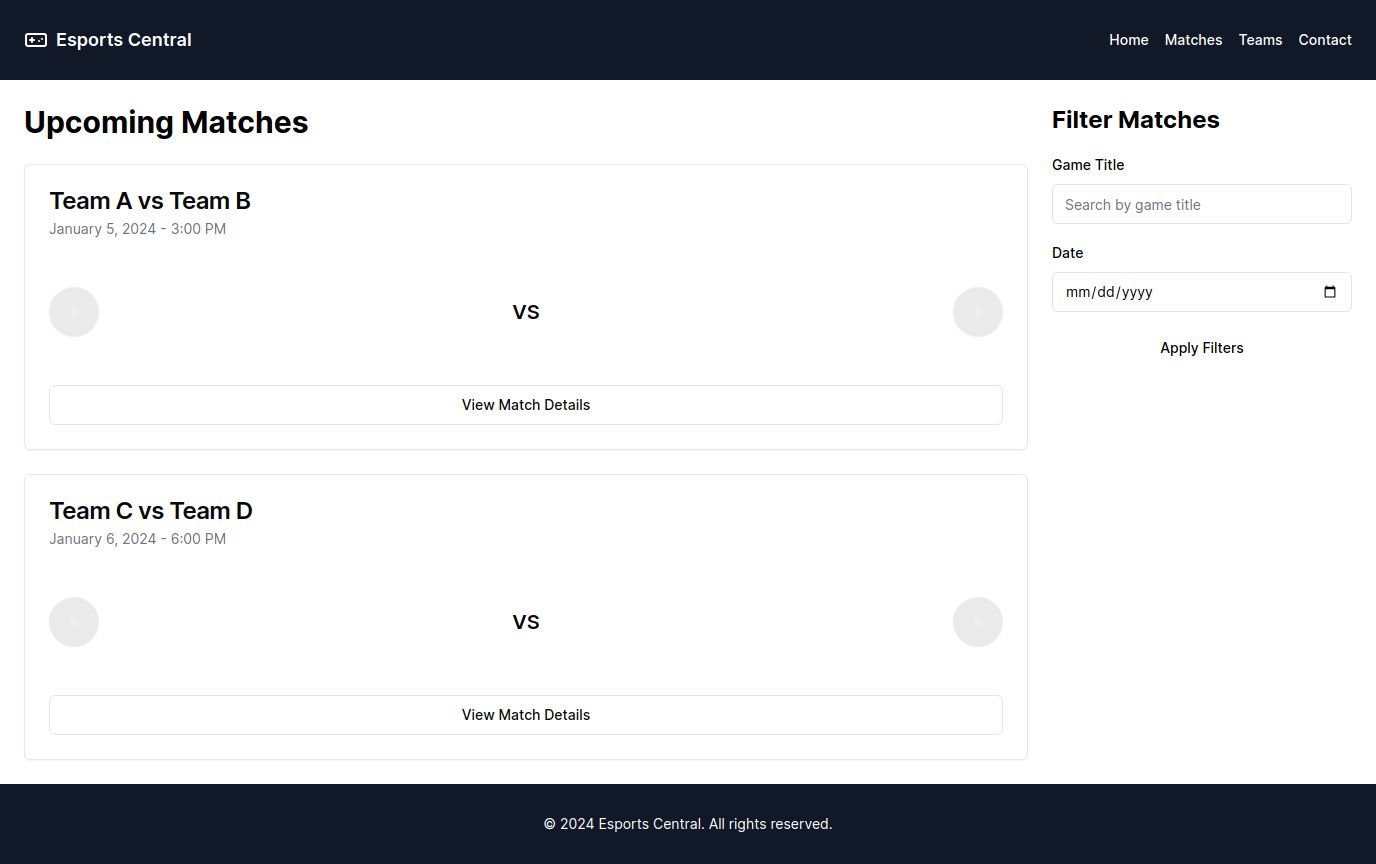 Esports Central
Home Matches Teams Contact
Upcoming Matches
Team A vs Team B
January 5, 2024 - 3:00 PM
VS
View Match Details
Team C vs Team D
January 6, 2024 - 6:00 PM
VS
View Match Details
Filter Matches
Game Title
Search by game title
Date
mm/dd/yyyy
Apply Filters
© 2024 Esports Central. All rights reserved.